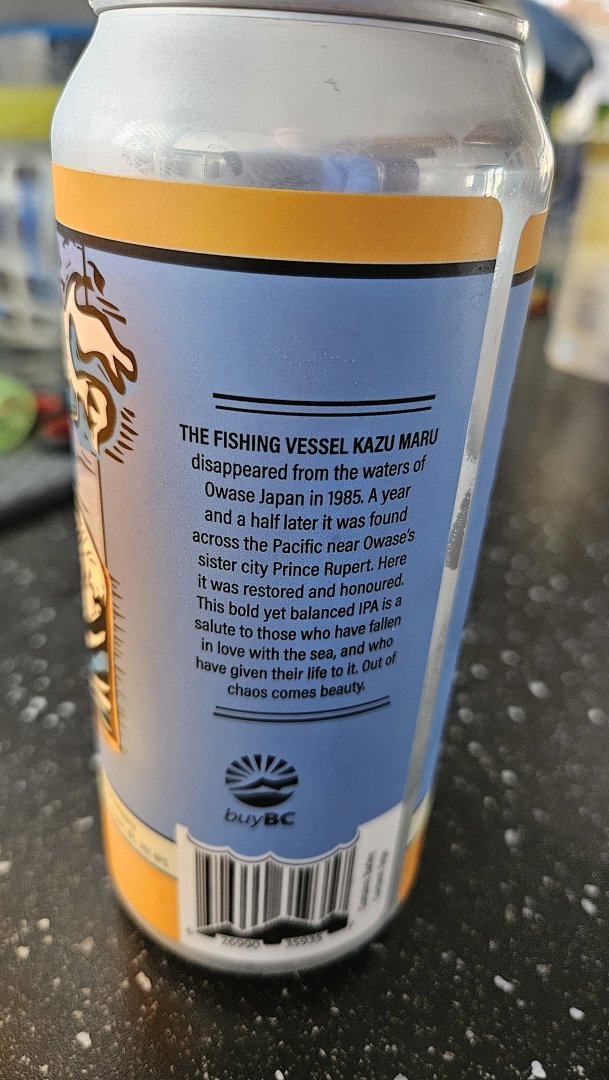 THE FISHING VESSEL KAZU MARU
disappeared from the waters of
Owase Japan in 1985. A year
and a half later it was found
across the Pacific near Owase's
sister city Prince Rupert. Here
it was restored and honoured.
This bold yet balanced IPA is a
salute to those who have fallen
in love with the sea, and who
have given their life to it. Out of
chaos comes beauty.
buyBC
26990 35935